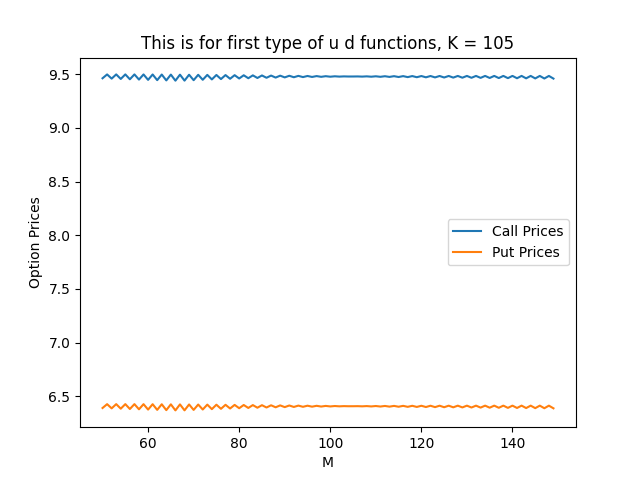 This is for first type of u d functions, K = 105
Option Prices
9.5
9.0
8.5
8.0
7.5
7.0
6.5
Call Prices
Put Prices
60 80 100 120 140
M